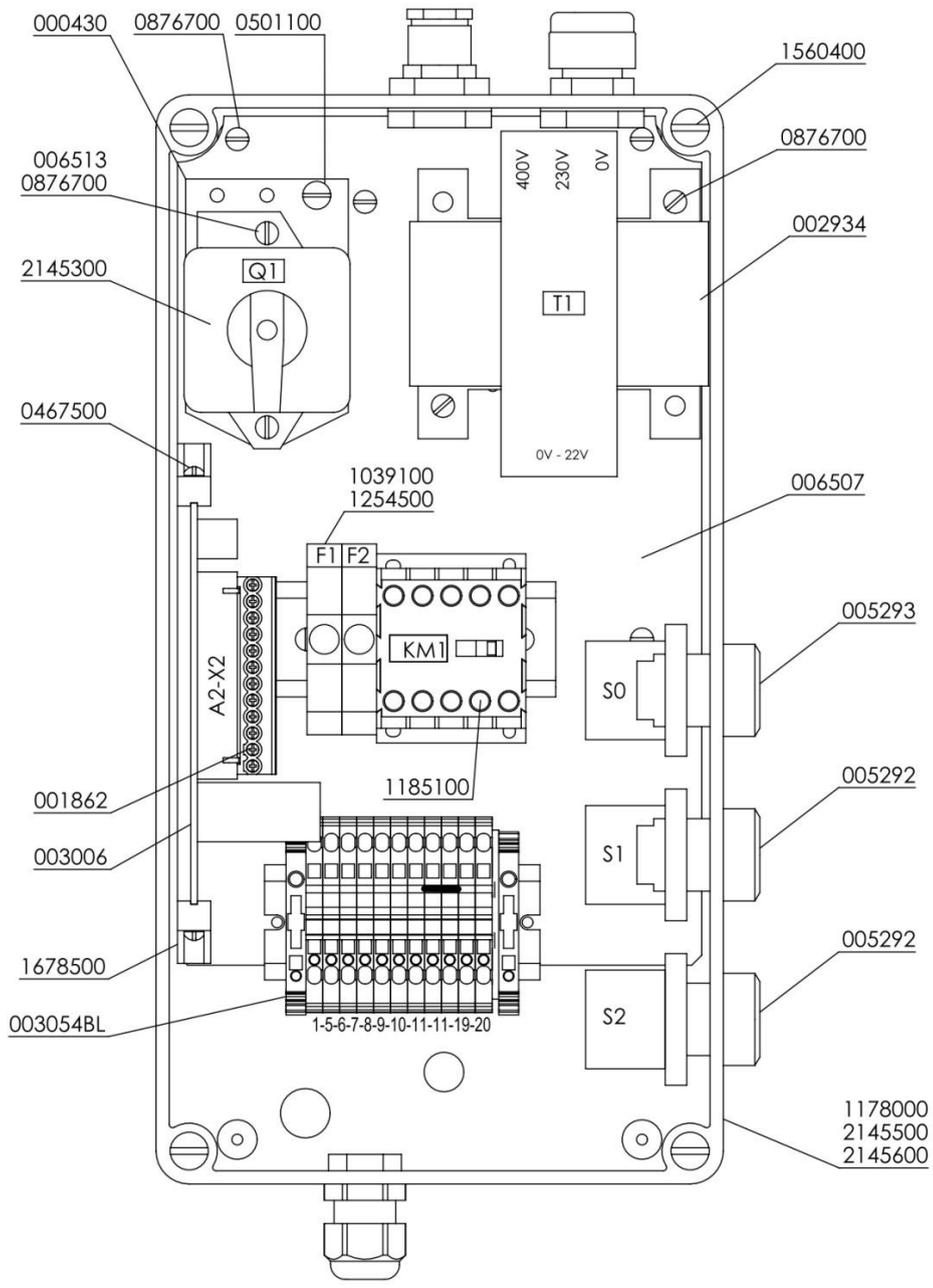 000430
0876700
0501100
1560400
006513
0876700
0876700
400V
230V
0V
002934
Q1
2145300
T1
0467500
0V - 22V
1039100
1254500
006507
F1 F2
005293
KM1
A2-X2
S0
1185100
001862
005292
003006
S1
005292
1678500
S2
003054BL
1-5-6-7-8-9-10-11-11-19-20
1178000
2145500
2145600